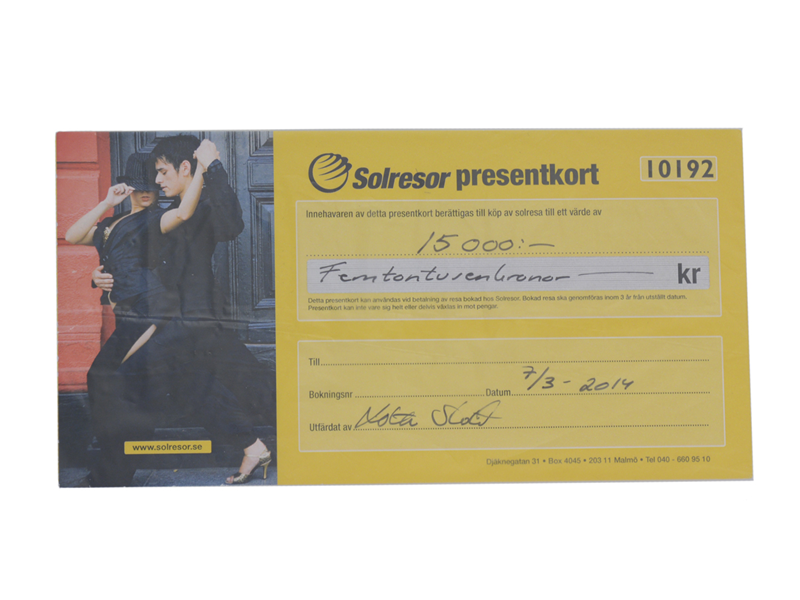 Solresor presentkort
10192
Innehavaren av detta presentkort berättigas till köp av solresa till ett värde av
15 000:-
Femtontusenkronor kr
Detta presentkort kan användas vid betalning av resa bokad hos Solresor. Bokad resa ska genomföras inom 3 år från utställt datum.
Presentkort kan inte vare sig helt eller delvis växlas in mot pengar.
Till
Bokningsnr Datum 7/3-2014
Utfärdat av
www.solresor.se
Djäknegatan 31 • Box 4045 • 203 11 Malmö • Tel 040 - 660 95 10